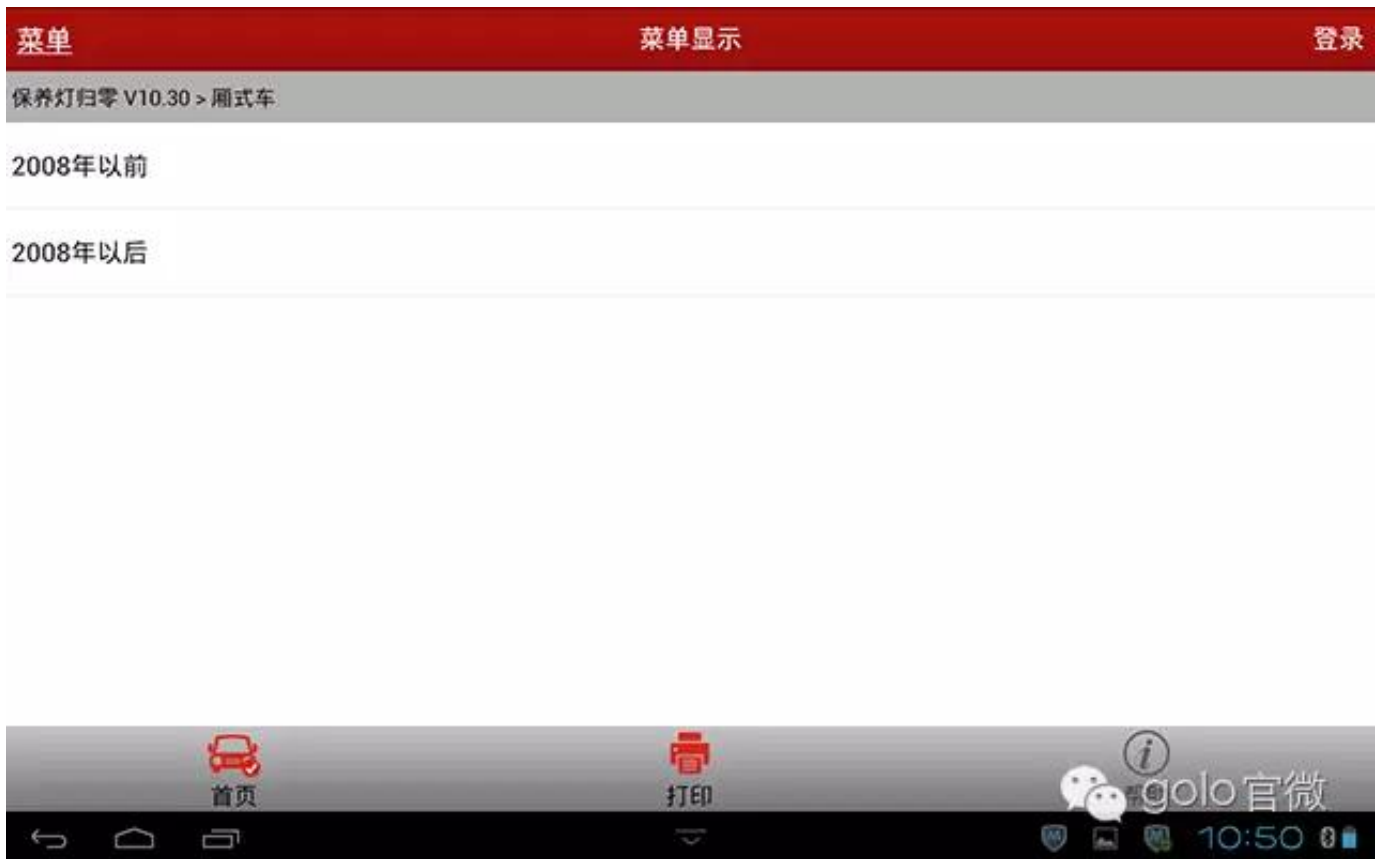 菜单 菜单显示 登录
保养灯归零 V10.30 > 厢式车
2008年以前
2008年以后
首页 打印
golo官微
10:50